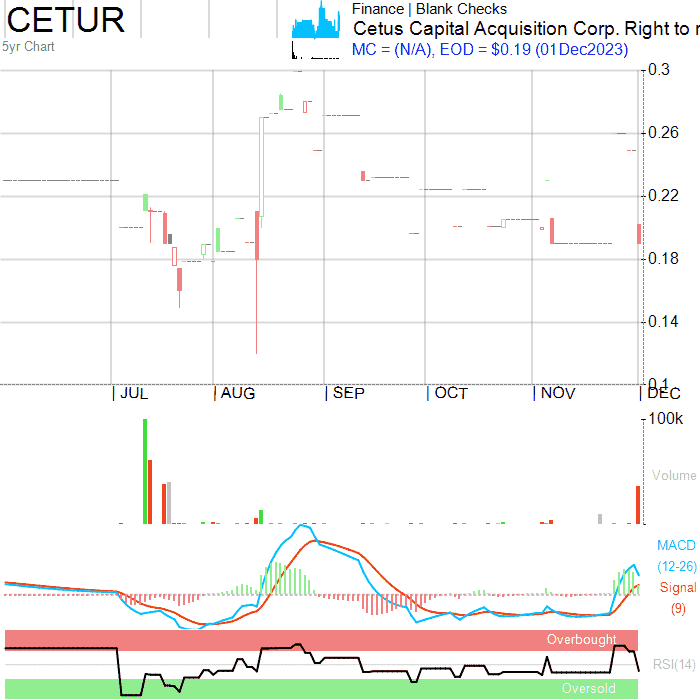 CETUR
5yr Chart
Finance | Blank Checks
Cetus Capital Acquisition Corp. Right to r
MC = (N/A), EOD = $0.19 (01Dec2023)
0.3
0.26
0.22
0.18
0.14
0.1
| JUL | AUG | SEP | OCT | NOV | DEC
100k
Volume
MACD
(12-26)
Signal
(9)
Overbought
RSI(14)
Oversold